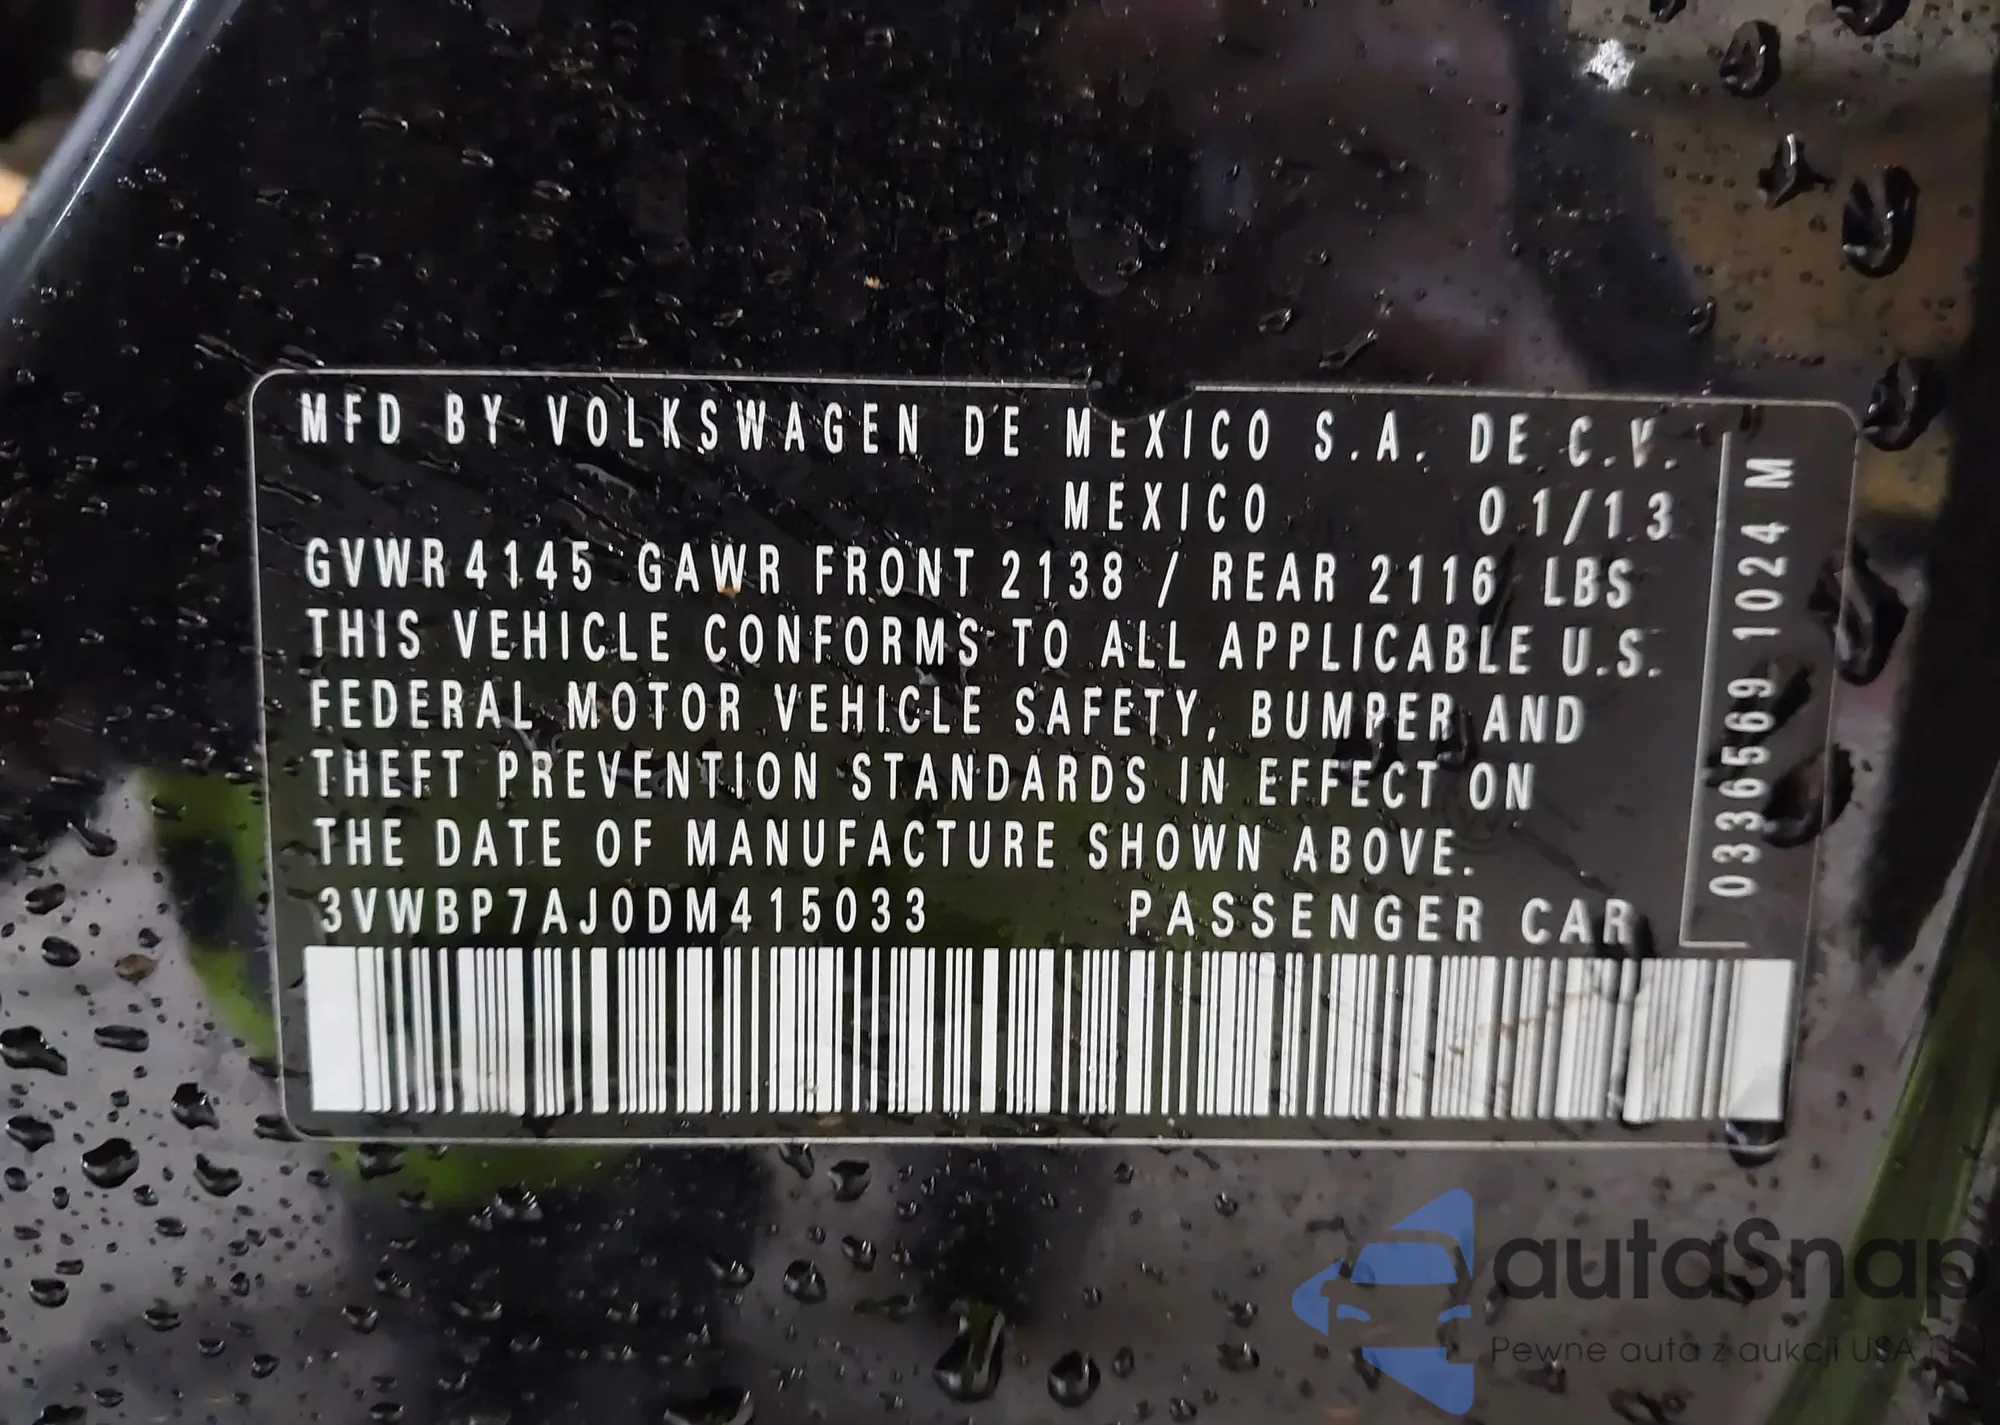 MFD BY VOLKSWAGEN DE MEXICO S.A. DE C.V.
MEXICO 01/13
GVWR 4145 GAWR FRONT 2138 / REAR 2116 LBS
THIS VEHICLE CONFORMS TO ALL APPLICABLE U.S.
FEDERAL MOTOR VEHICLE SAFETY, BUMPER AND
THEFT PREVENTION STANDARDS IN EFFECT ON
THE DATE OF MANUFACTURE SHOWN ABOVE.
3VWBP7AJ0DM415033 PASSENGER CAR
0336569 1024 M
autaSnap
Pewne auta z aukcji USA i EU